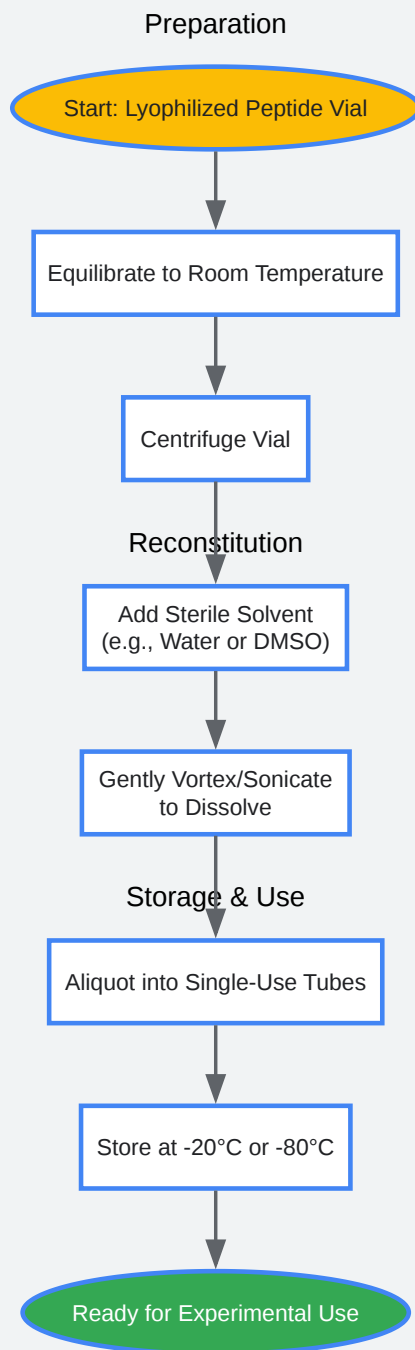 Preparation
Start: Lyophilized Peptide Vial
Equilibrate to Room Temperature
Centrifuge Vial
Reconstitution
Add Sterile Solvent
(e.g., Water or DMSO)
Gently Vortex/Sonicate
to Dissolve
Storage & Use
Aliquot into Single-Use Tubes
Store at -20°C or -80°C
Ready for Experimental Use